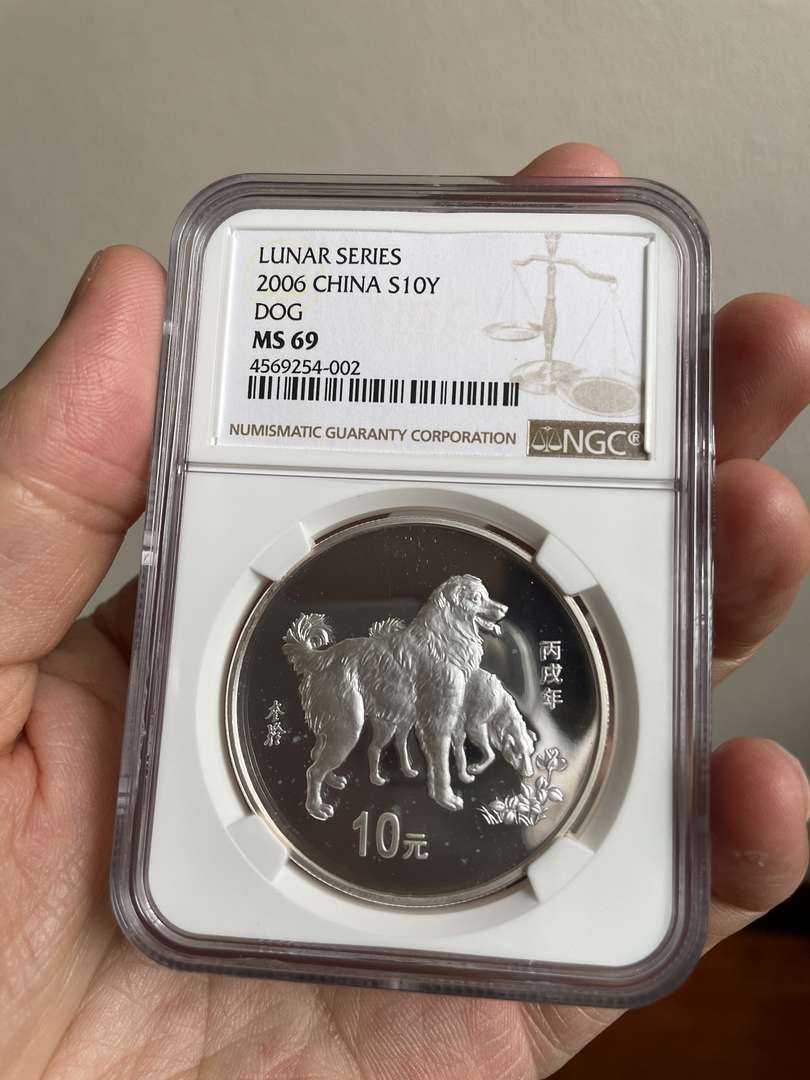 LUNAR SERIES
2006 CHINA S10Y
DOG
MS 69
4569254-002
NUMISMATIC GUARANTY CORPORATION
NGC®
丙戌年
10元